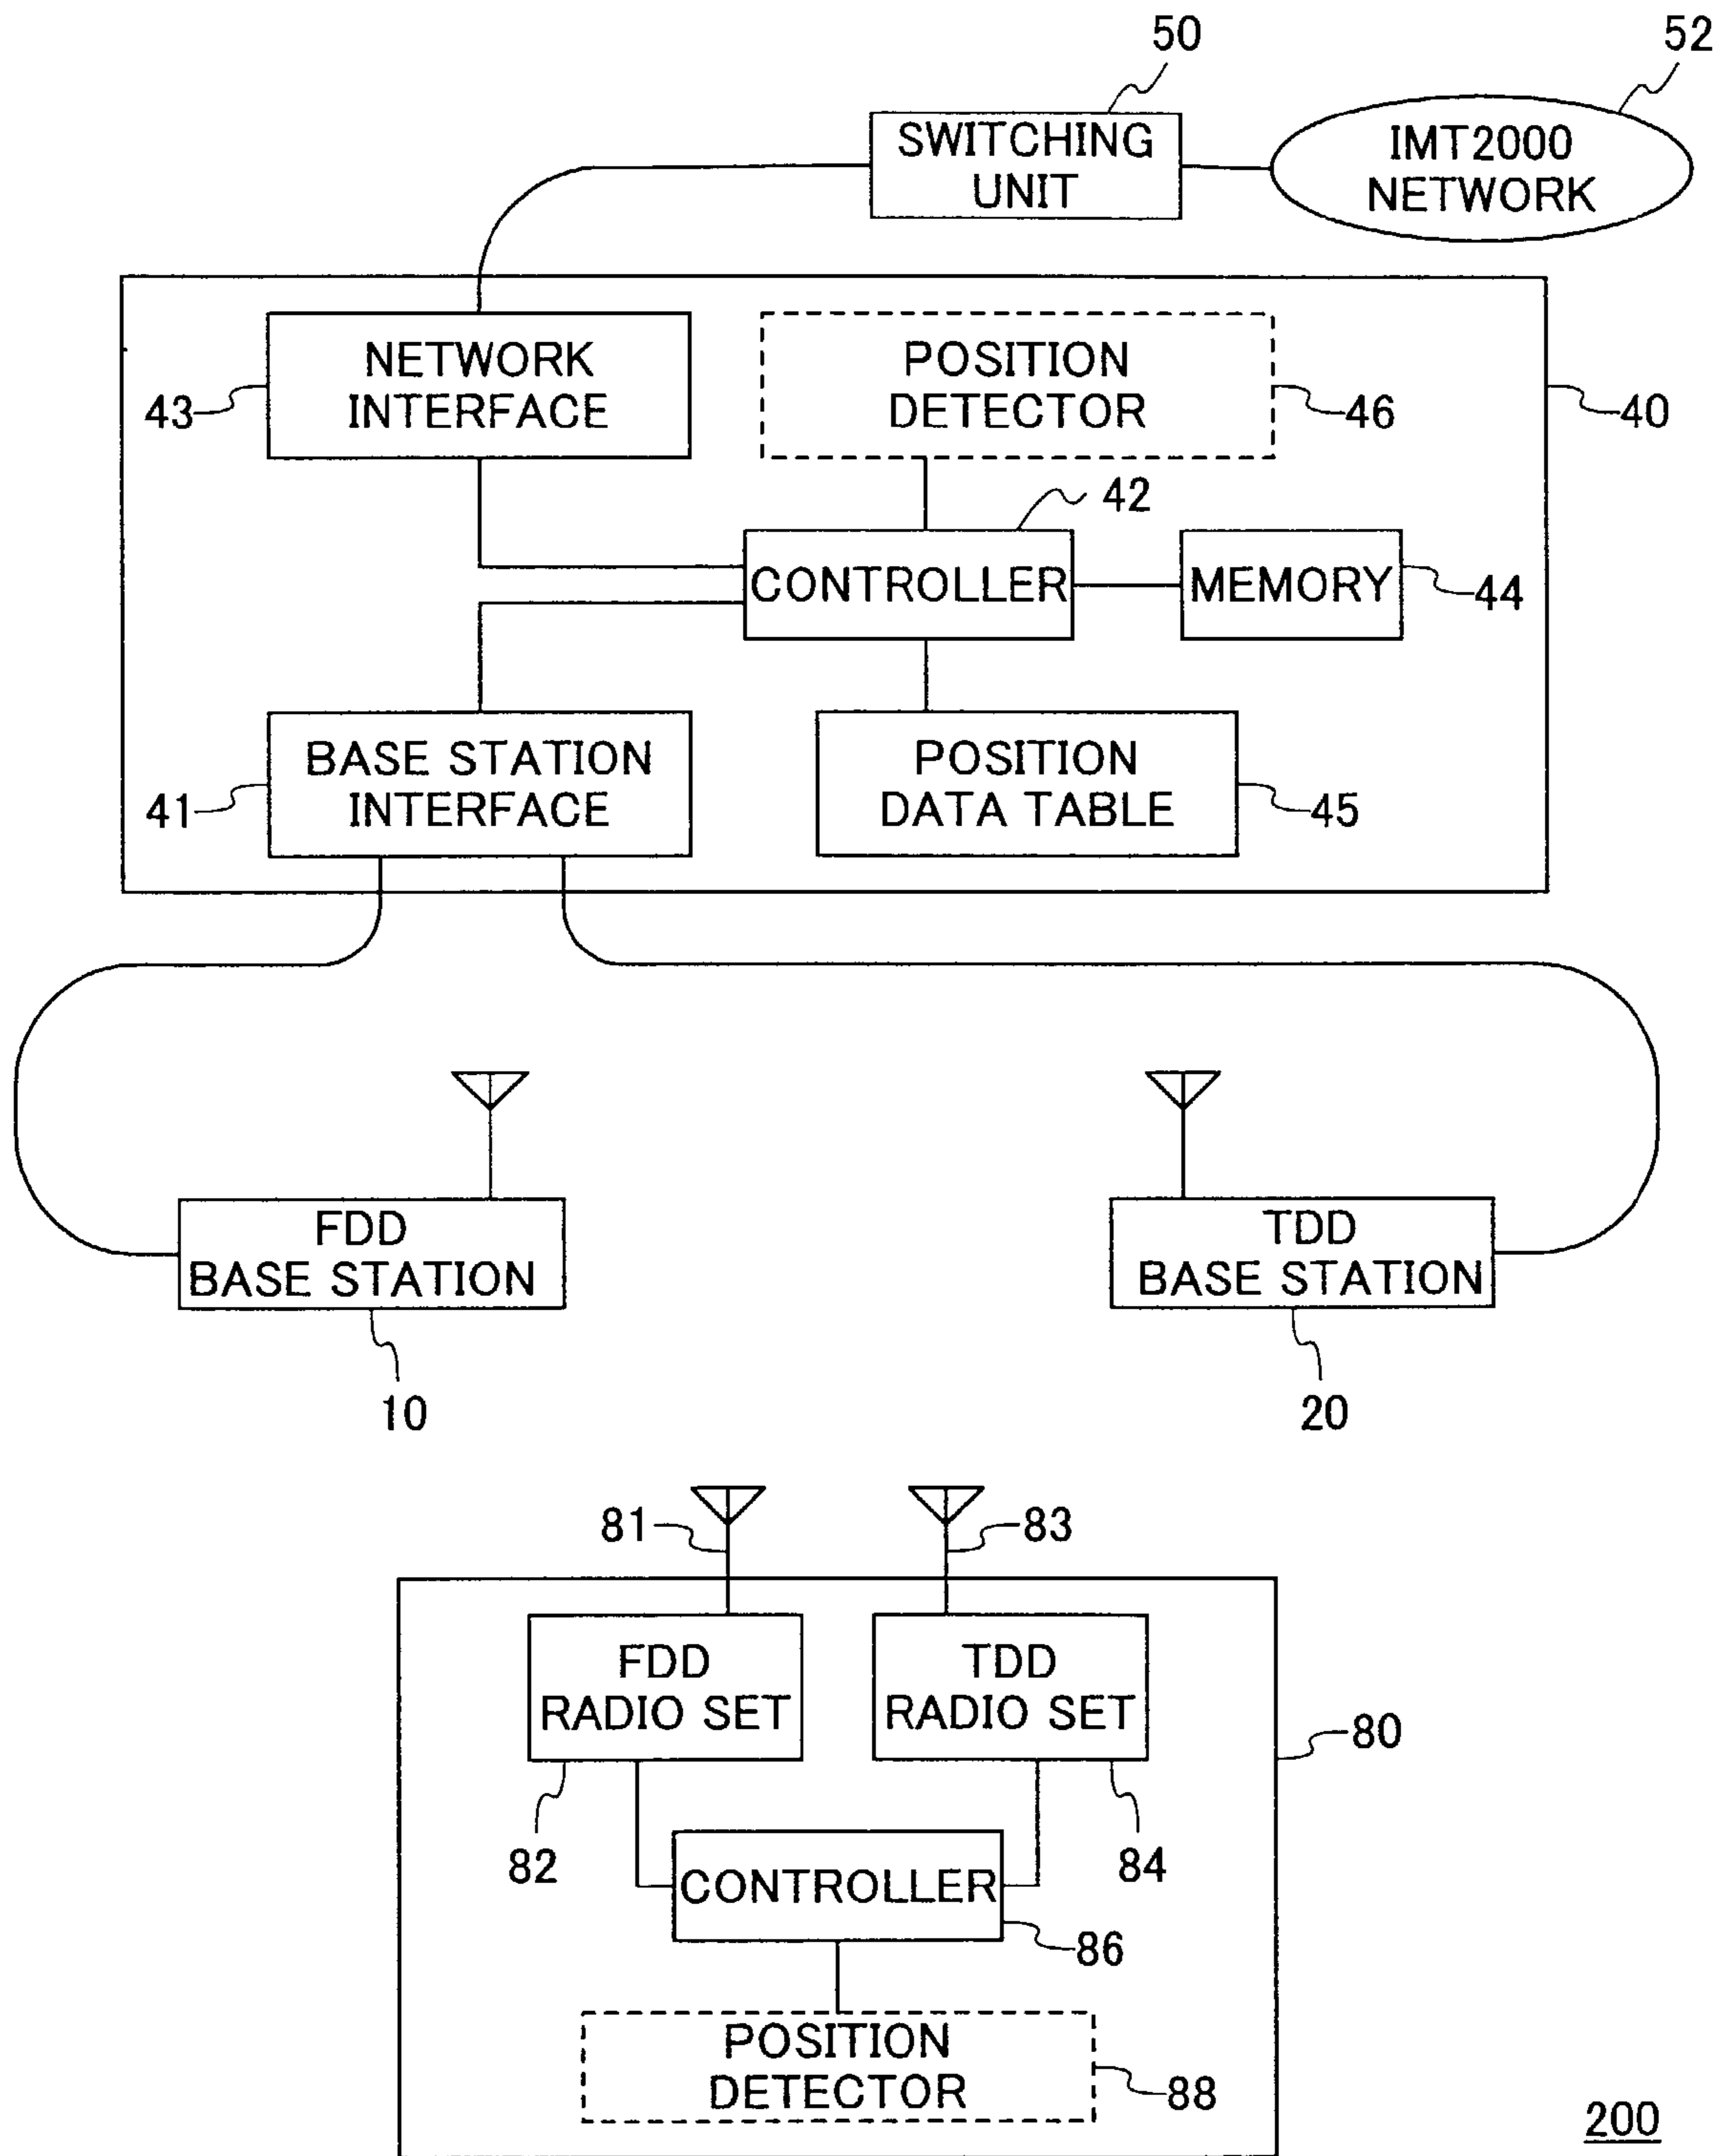 50
52
SWITCHING
UNIT
IMT2000
NETWORK
NETWORK
INTERFACE
43
POSITION
DETECTOR
46
40
42
CONTROLLER
MEMORY
44
BASE STATION
INTERFACE
41
POSITION
DATA TABLE
45
FDD
BASE STATION
10
TDD
BASE STATION
20
81
83
FDD
RADIO SET
TDD
RADIO SET
80
82
84
CONTROLLER
86
POSITION
DETECTOR
88
200